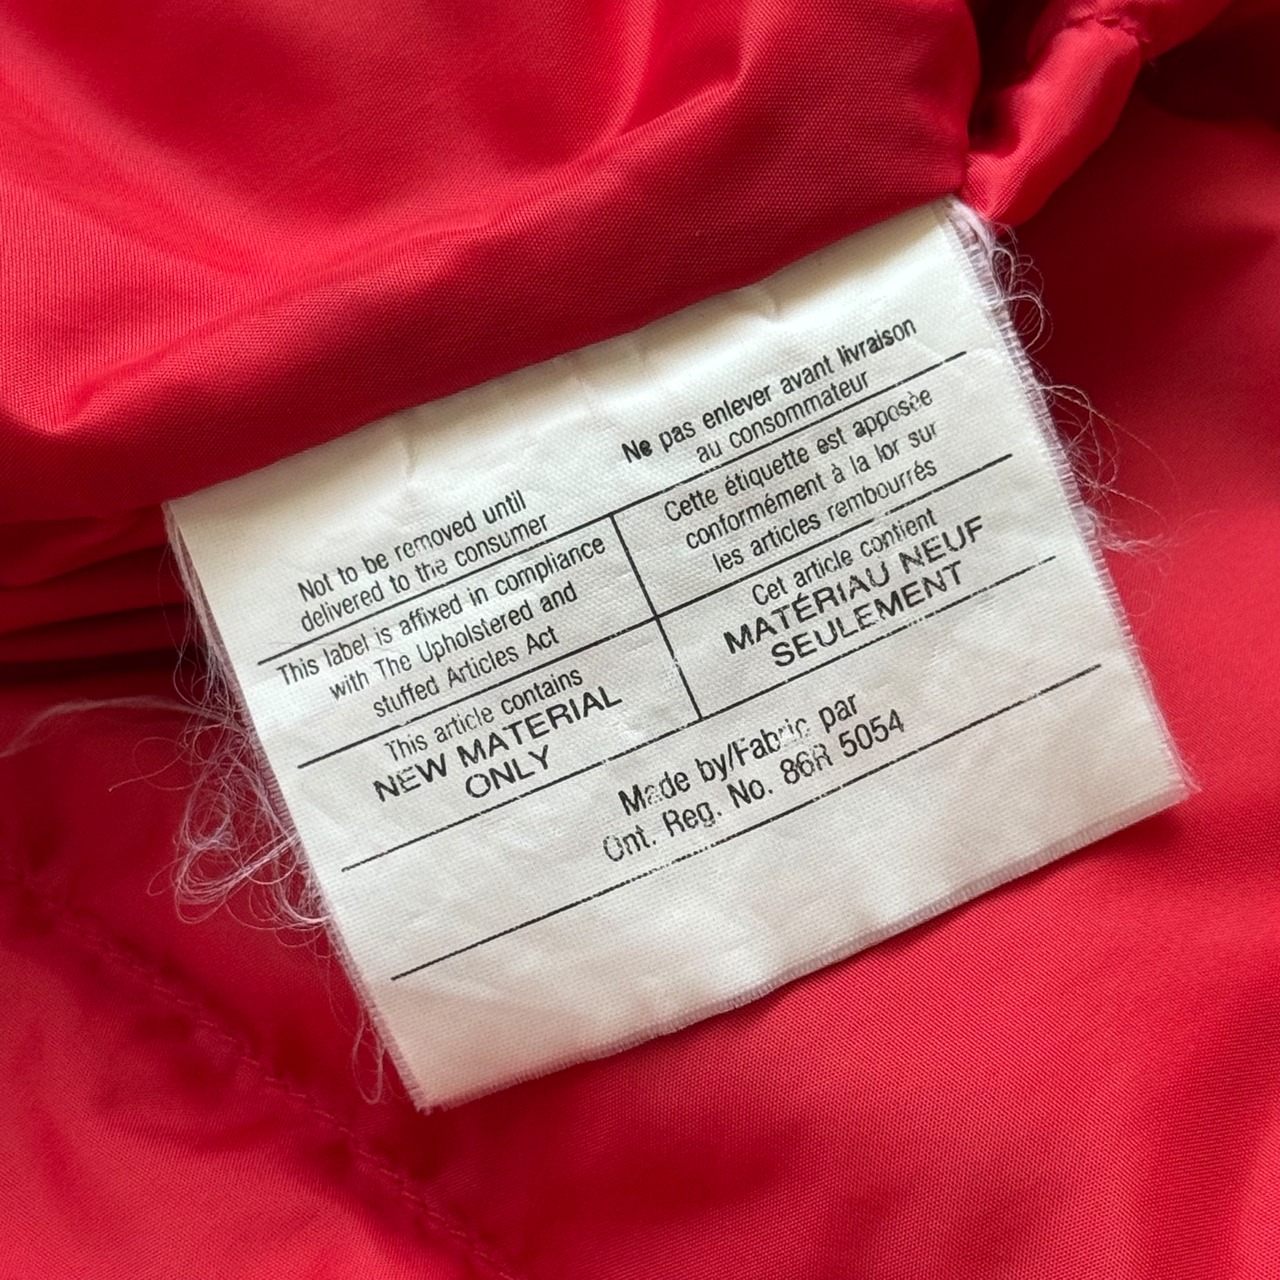 Not to be removed until
delivered to the consumer
Ne pas enlever avant livraison
au consommateur
This label is affixed in compliance
with The Upholstered and
stuffed Articles Act
Cette étiquette est apposée
conformément à la lor sur
les articles rembourrés
This article contains
NEW MATERIAL
ONLY
Cet article contient
MATÉRIAU NEUF
SEULEMENT
Made by/Fabric par
Ont. Reg. No. 86R 5054